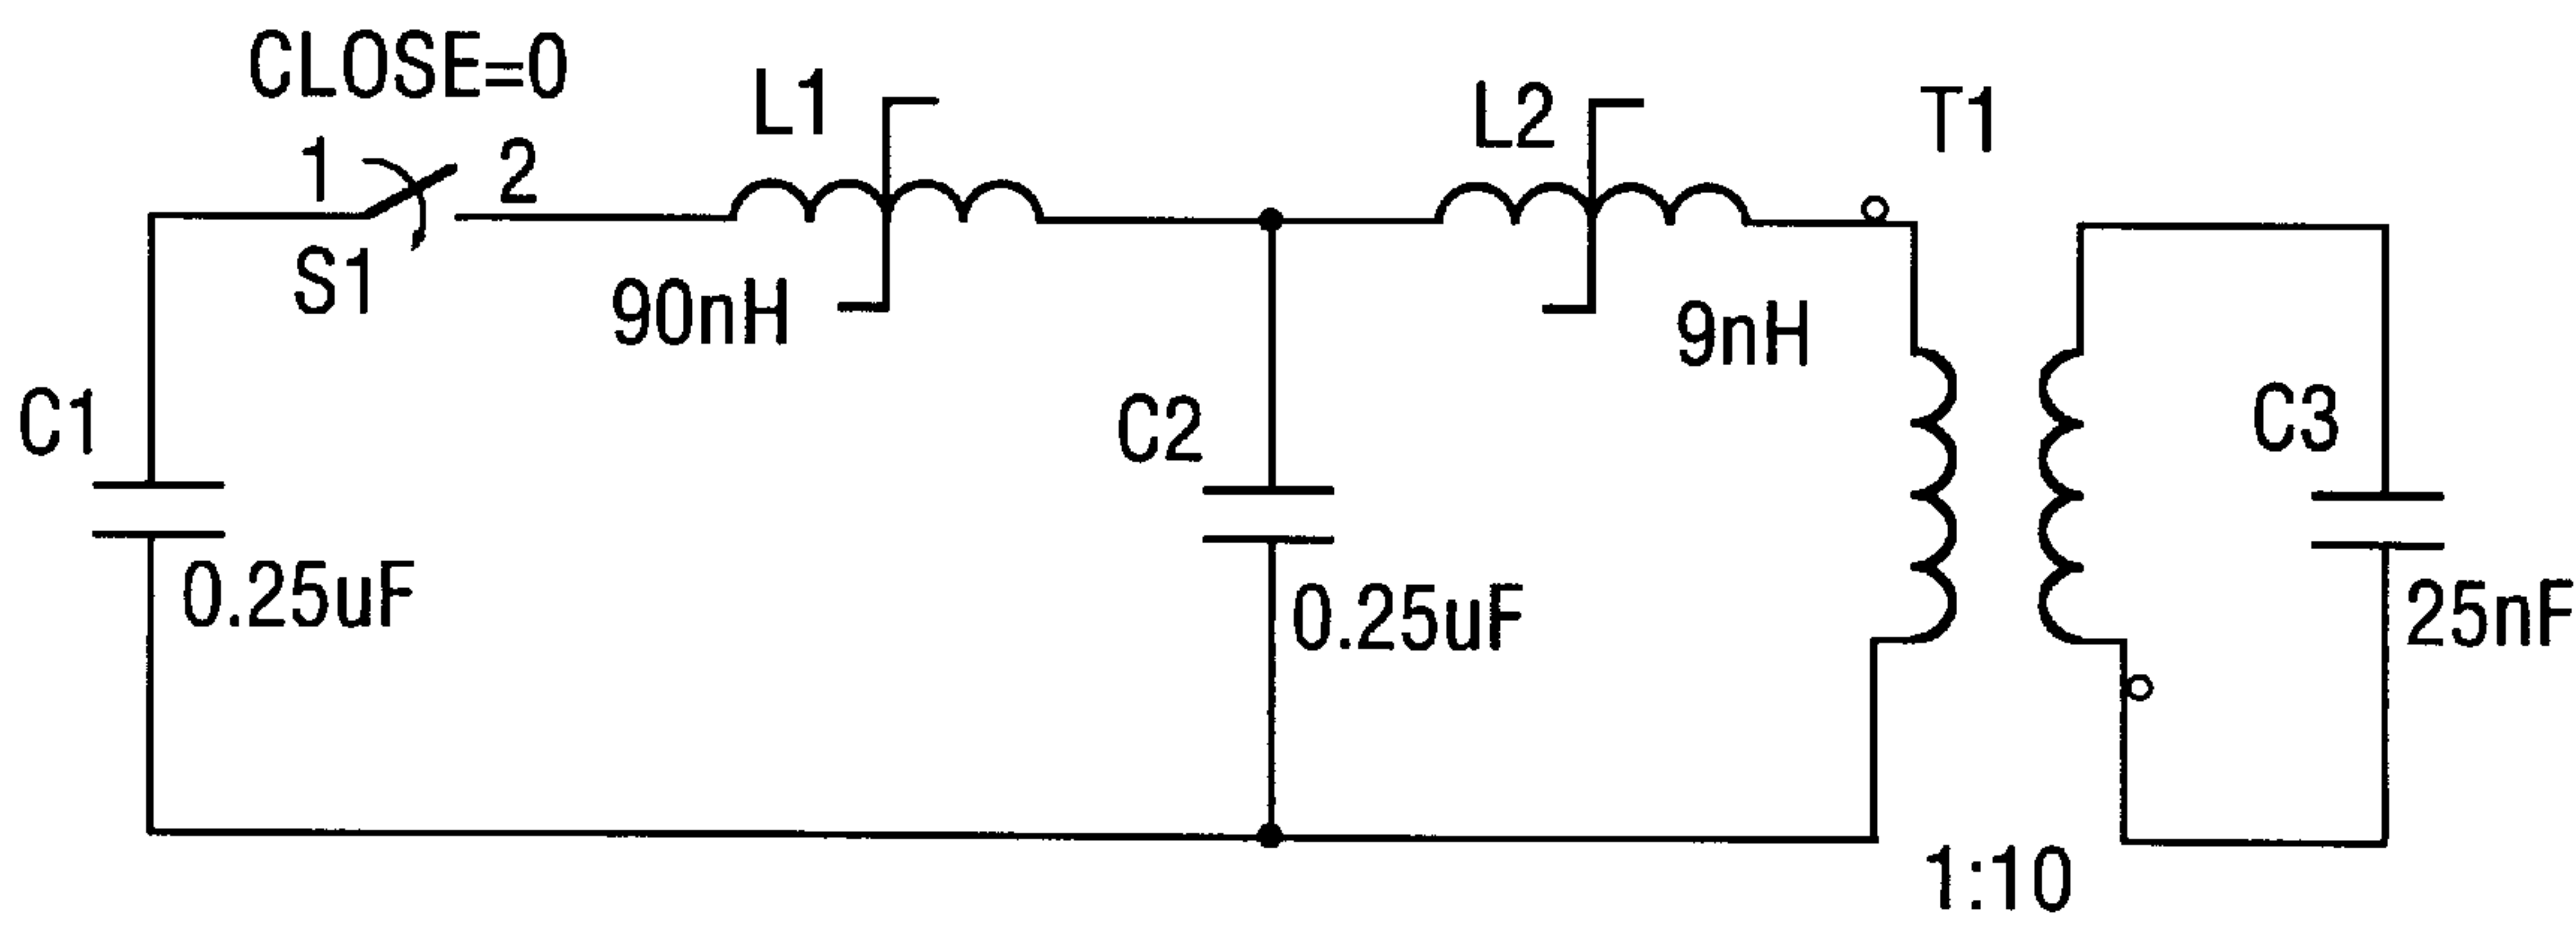 CLOSE=0
1
2
S1
L1
90nH
L2
9nH
T1
C1
0.25uF
C2
0.25uF
C3
25nF
1:10